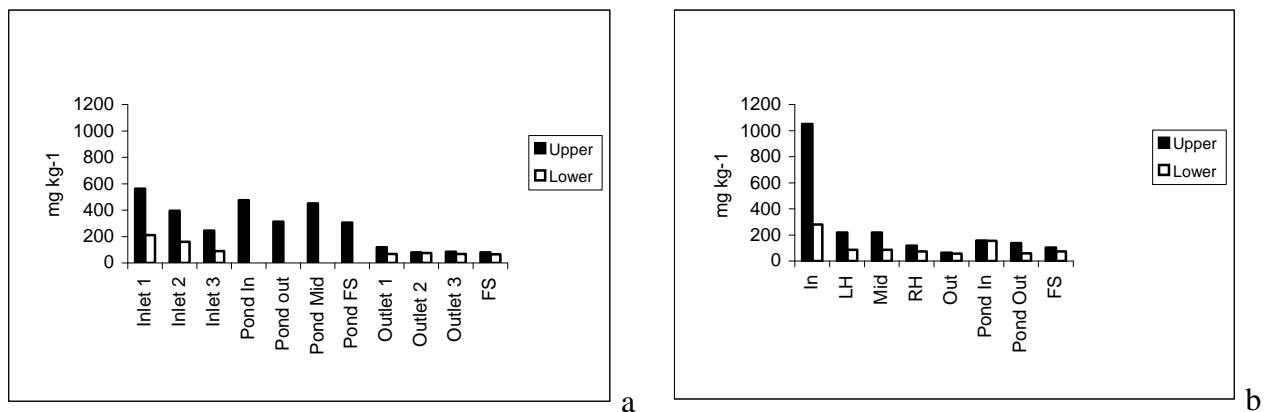 1200
1000
800
600
400
200
0
mg kg-1
Inlet 1
Inlet 2
Inlet 3
Pond In
Pond out
Pond Mid
Pond FS
Outlet 1
Outlet 2
Outlet 3
FS
Upper
Lower
a
1200
1000
800
600
400
200
0
mg kg-1
In
LH
Mid
RH
Out
Pond In
Pond Out
FS
Upper
Lower
b